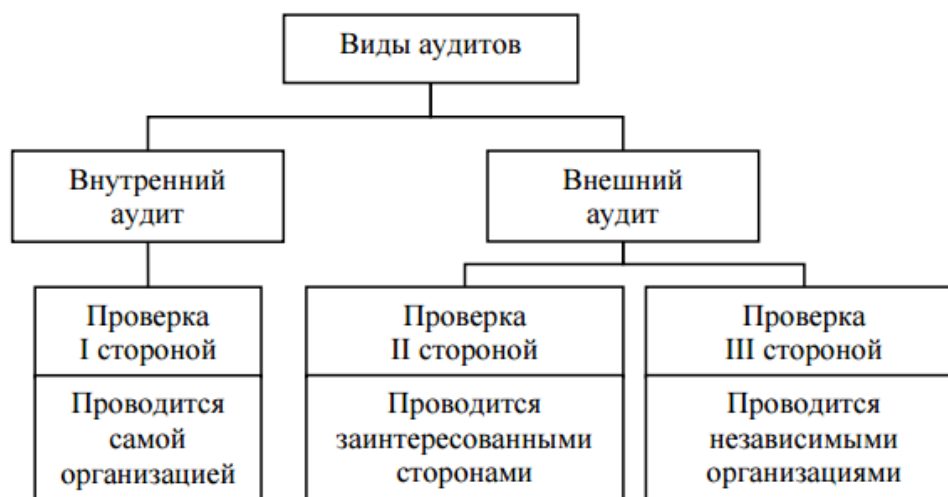 Виды аудитов
Внутренний
аудит
Внешний
аудит
Проверка
I стороной
Проводится
самой
организацией
Проверка
II стороной
Проводится
заинтересованными
сторонами
Проверка
III стороной
Проводится
независимыми
организациями